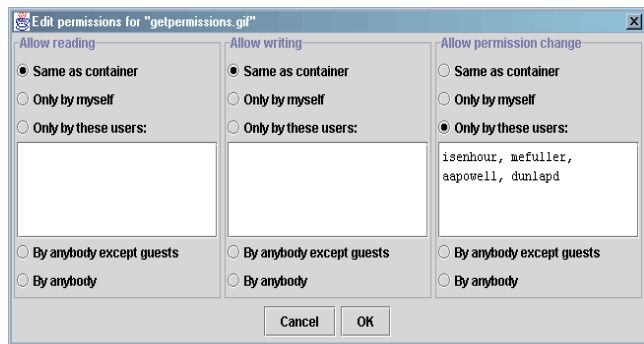 Edit permissions for "getpermissions.gif"
Allow reading
Same as container
Only by myself
Only by these users:
By anybody except guests
By anybody
Allow writing
Same as container
Only by myself
Only by these users:
By anybody except guests
By anybody
Allow permission change
Same as container
Only by myself
Only by these users:
isenhour, mefuller,
aapowell, dunlapd
By anybody except guests
By anybody
Cancel
OK